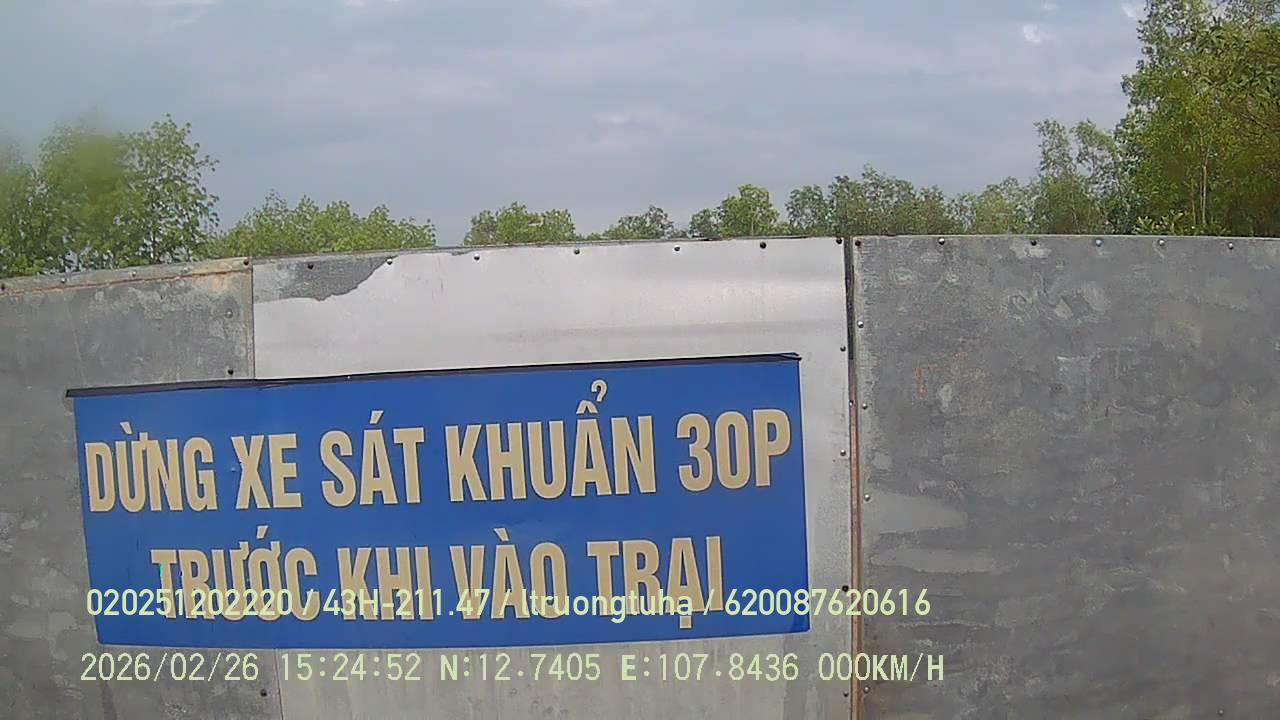 DỪNG XE SÁT KHUẨN 30P
TRƯỚC KHI VÀO TRẠI
020251202220 / 43H-211.47 / ltruongtuha / 620087620616
2026/02/26 15:24:52 N:12.7405 E:107.8436 000KM/H